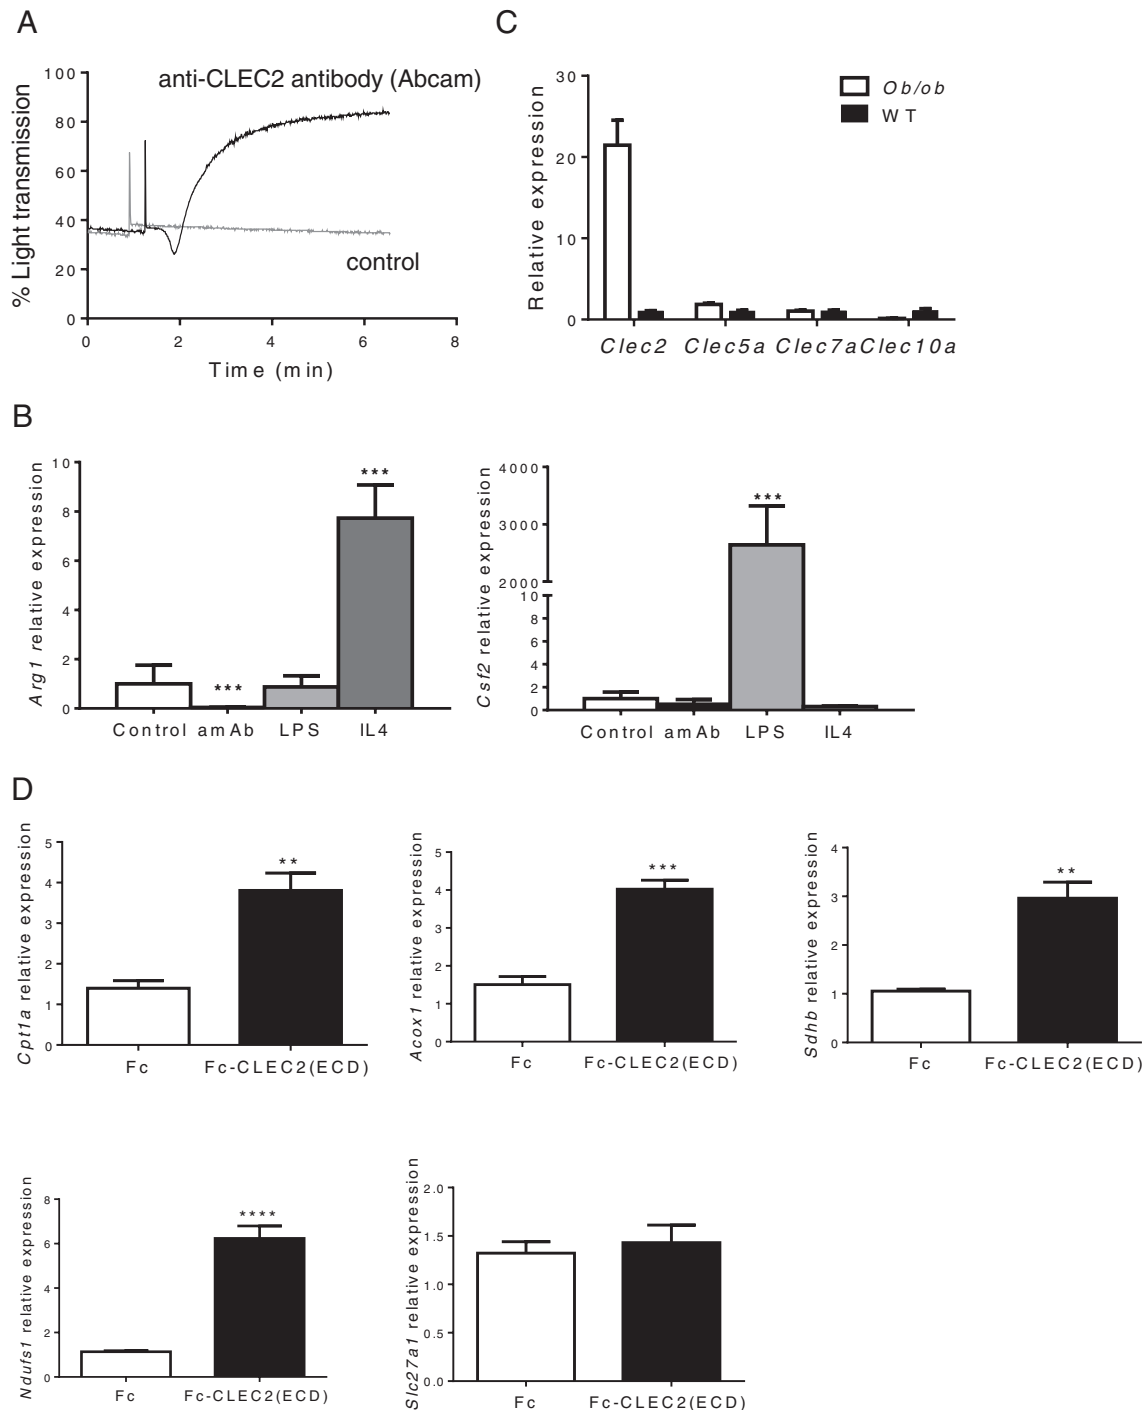 A
anti-CLEC2 antibody (Abcam)
control
% Light transmission
100
80
60
40
20
0
0 2 4 6 8
Time (min)
C
Relative expression
30
20
10
0
Ob/ob
WT
Clec2 Clec5a Clec7a Clec10a
B
Arg1 relative expression
10
8
6
4
2
0
***
***
Control amAb LPS IL4
Csf2 relative expression
4000
3000
2000
10
8
6
4
2
0
***
Control amAb LPS IL4
D
Cpt1a relative expression
5
4
3
2
1
0
**
Fc Fc-CLEC2(ECD)
Acox1 relative expression
5
4
3
2
1
0
***
Fc Fc-CLEC2(ECD)
Sdhb relative expression
4
3
2
1
0
**
Fc Fc-CLEC2(ECD)
Ndufs1 relative expression
8
6
4
2
0
****
Fc Fc-CLEC2(ECD)
Slc27a1 relative expression
2.0
1.5
1.0
0.5
0.0
Fc Fc-CLEC2(ECD)